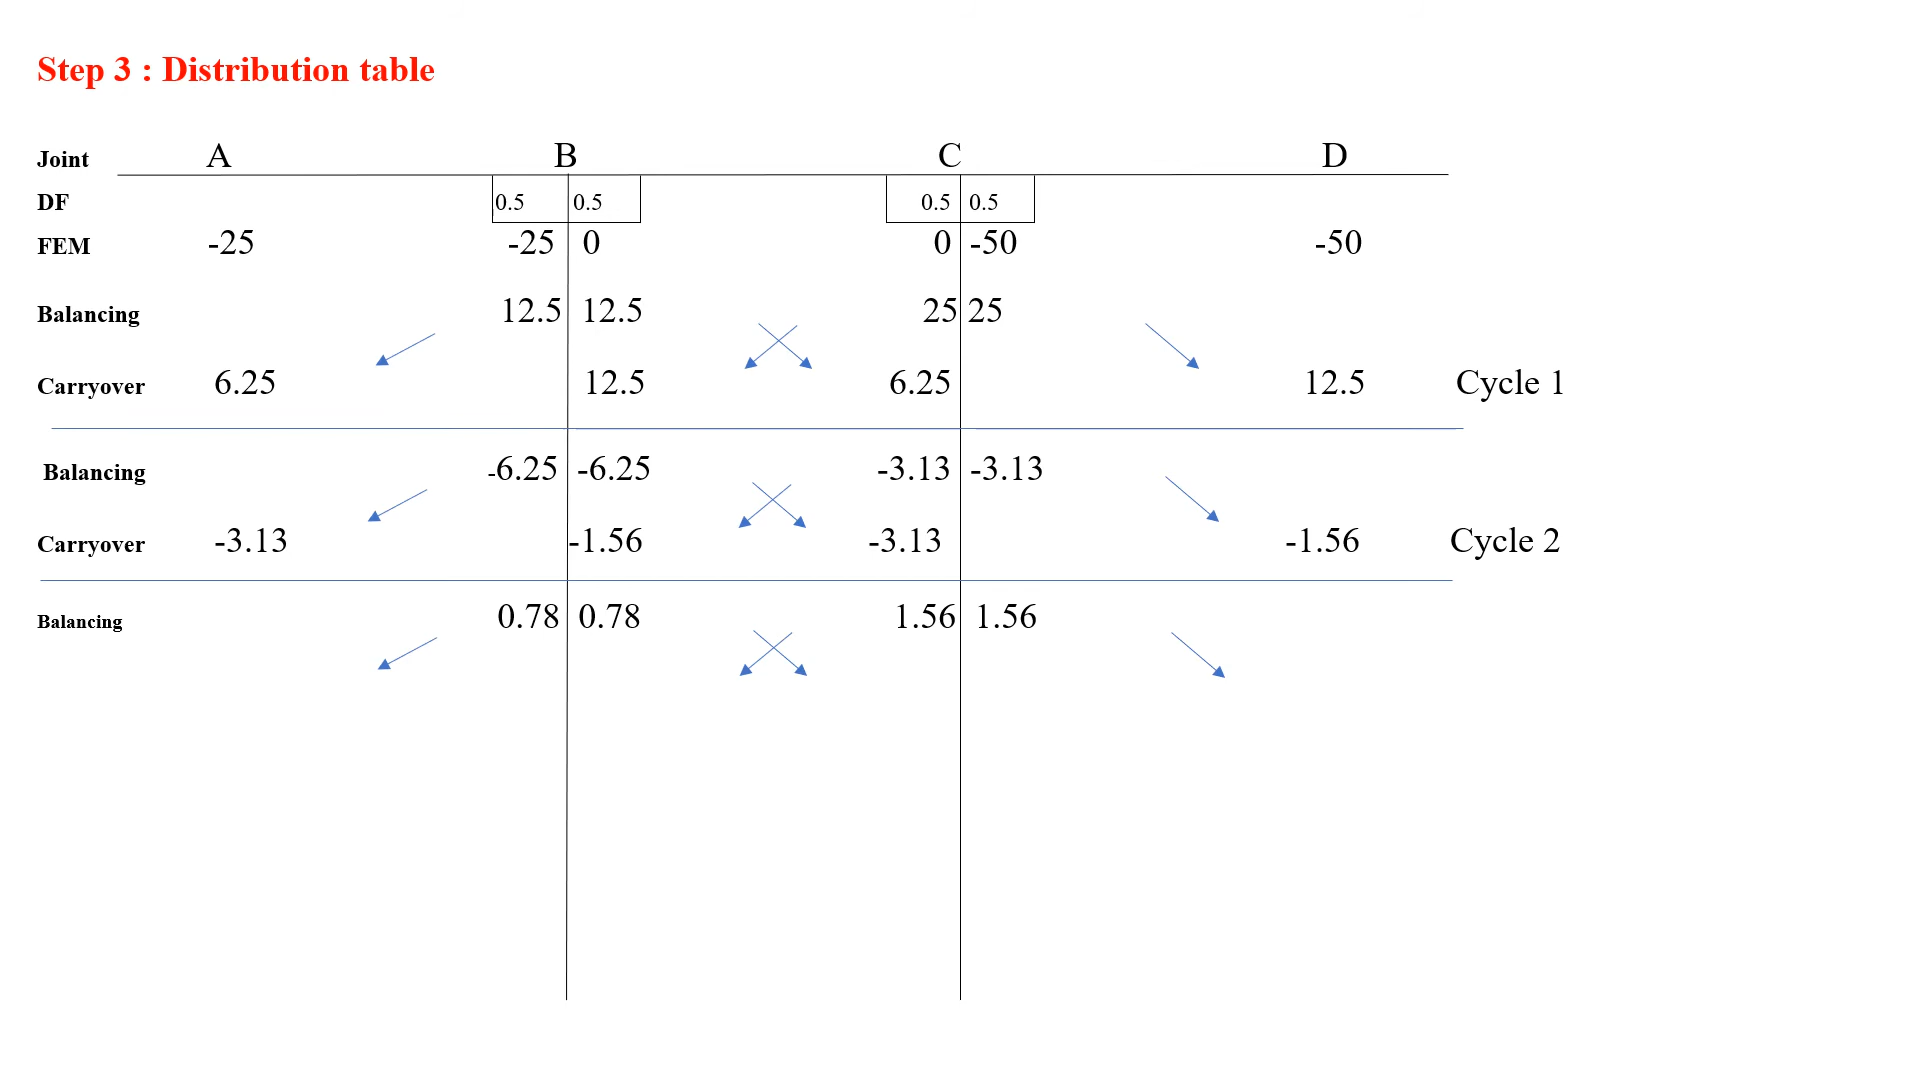 Step 3 : Distribution table
Joint A B C D
DF 0.5 0.5 0.5 0.5
FEM -25 -25 0 0 -50 -50
Balancing 12.5 12.5 25 25
Carryover 6.25 12.5 6.25 12.5 Cycle 1
Balancing -6.25 -6.25 -3.13 -3.13
Carryover -3.13 -1.56 -3.13 -1.56 Cycle 2
Balancing 0.78 0.78 1.56 1.56